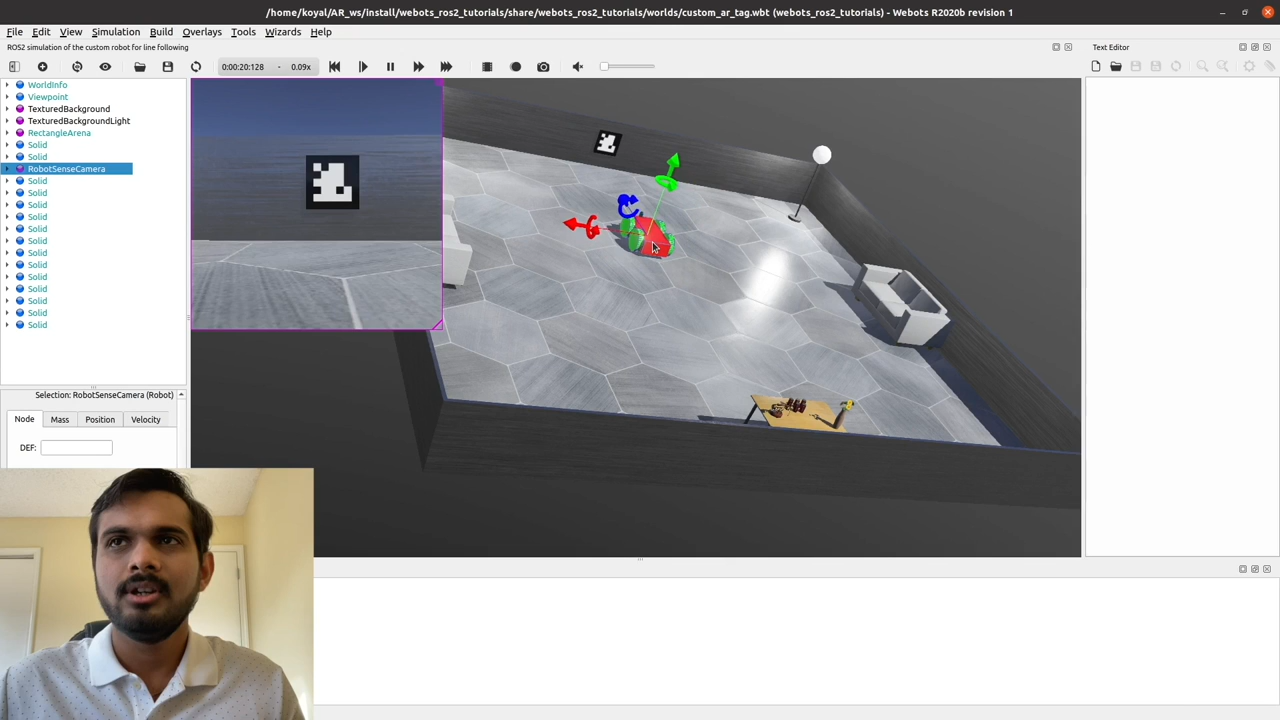 /home/koyal/AR_ws/install/webots_ros2_tutorials/share/webots_ros2_tutorials/worlds/custom_ar_tag.wbt (webots_ros2_tutorials) - Webots R2020b revision 1
File Edit View Simulation Build Overlays Tools Wizards Help
ROS2 simulation of the custom robot for line following
Text Editor
0:00:20:128 - 0.09x
WorldInfo
Viewpoint
TexturedBackground
TexturedBackgroundLight
RectangleArena
Solid
Solid
RobotSenseCamera
Solid
Solid
Solid
Solid
Solid
Solid
Solid
Solid
Solid
Solid
Solid
Solid
Solid
Selection: RobotSenseCamera (Robot)
Node Mass Position Velocity
DEF: